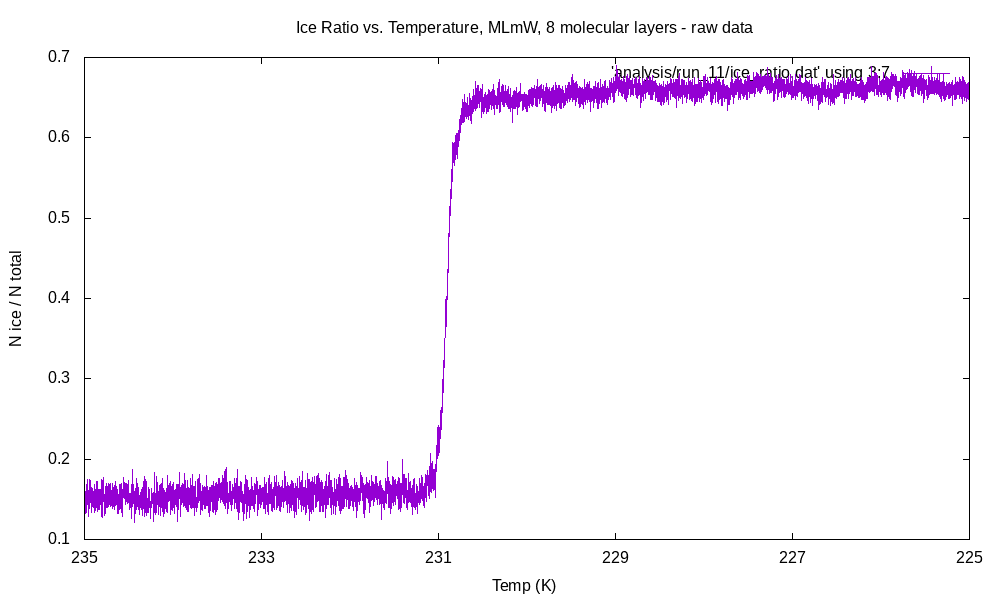 Ice Ratio vs. Temperature, MLmW, 8 molecular layers - raw data
0.7
'analysis/run_11/ice_ratio.dat' using 3:7
0.6
0.5
0.4
N ice / N total
0.3
0.2
0.1
235 233 231 229 227 225
Temp (K)